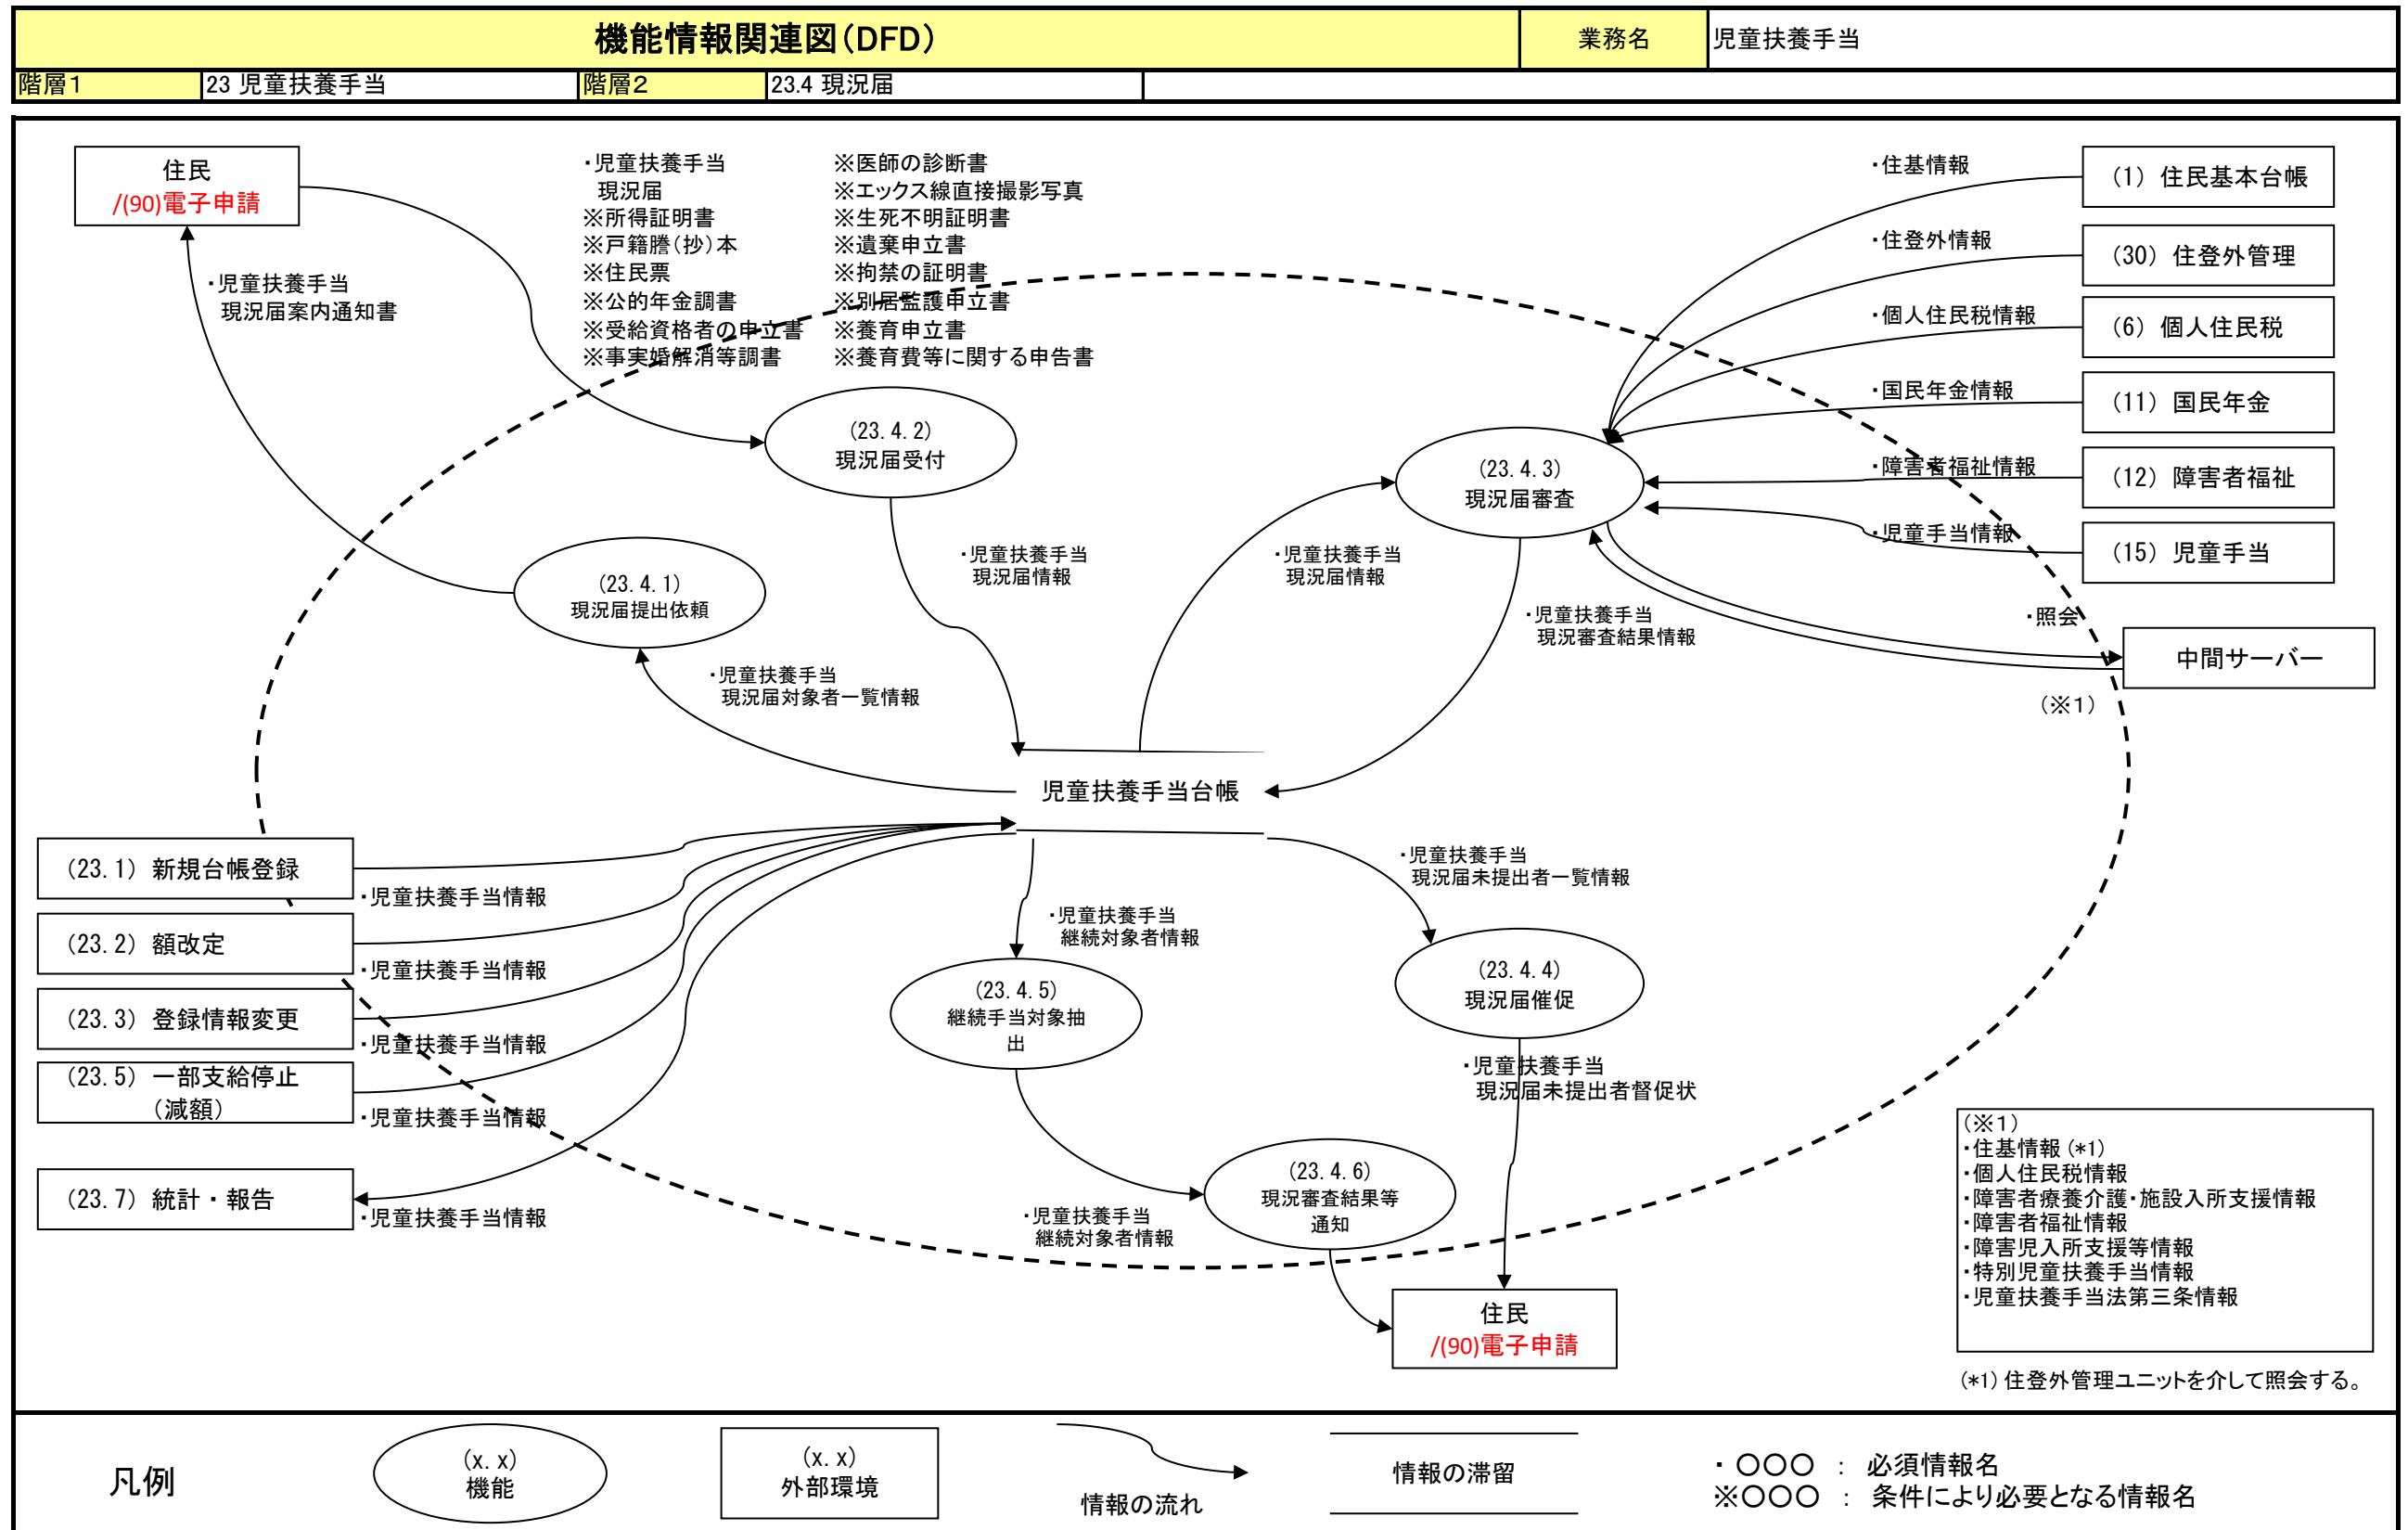 機能情報関連図(DFD)
業務名
児童扶養手当
階層1
23 児童扶養手当
階層2
23.4 現況届
住民
/(90)電子申請
・児童扶養手当
現況届案内通知書
・児童扶養手当
現況届
※所得証明書
※戸籍謄(抄)本
※住民票
※公的年金調書
※受給資格者の申立書
※事実婚解消等調書
※医師の診断書
※エックス線直接撮影写真
※生死不明証明書
※遺棄申立書
※拘禁の証明書
※別居監護申立書
※養育申立書
※養育費等に関する申告書
・住基情報
(1) 住民基本台帳
・住登外情報
(30) 住登外管理
・個人住民税情報
(6) 個人住民税
・国民年金情報
(11) 国民年金
・障害者福祉情報
(12) 障害者福祉
・児童手当情報
(15) 児童手当
・照会
中間サーバー
(※1)
(23.4.2)
現況届受付
(23.4.3)
現況届審査
(23.4.1)
現況届提出依頼
・児童扶養手当
現況届情報
・児童扶養手当
現況届情報
・児童扶養手当
現況審査結果情報
・児童扶養手当
現況届対象者一覧情報
児童扶養手当台帳
(23.1) 新規台帳登録
・児童扶養手当情報
(23.2) 額改定
・児童扶養手当情報
(23.3) 登録情報変更
・児童扶養手当情報
(23.5) 一部支給停止
(減額)
・児童扶養手当情報
(23.7) 統計・報告
・児童扶養手当情報
・児童扶養手当
継続対象者情報
・児童扶養手当
現況届未提出者一覧情報
(23.4.5)
継続手当対象抽
出
(23.4.4)
現況届催促
・児童扶養手当
現況届未提出者督促状
・児童扶養手当
継続対象者情報
(23.4.6)
現況審査結果等
通知
住民
/(90)電子申請
(※1)
・住基情報(*1)
・個人住民税情報
・障害者療養介護・施設入所支援情報
・障害者福祉情報
・障害児入所支援等情報
・特別児童扶養手当情報
・児童扶養手当法第三条情報
(*1)住登外管理ユニットを介して照会する。
凡例
(x.x)
機能
(x.x)
外部環境
情報の流れ
情報の滞留
・ 〇〇〇 : 必須情報名
※〇〇〇 : 条件により必要となる情報名